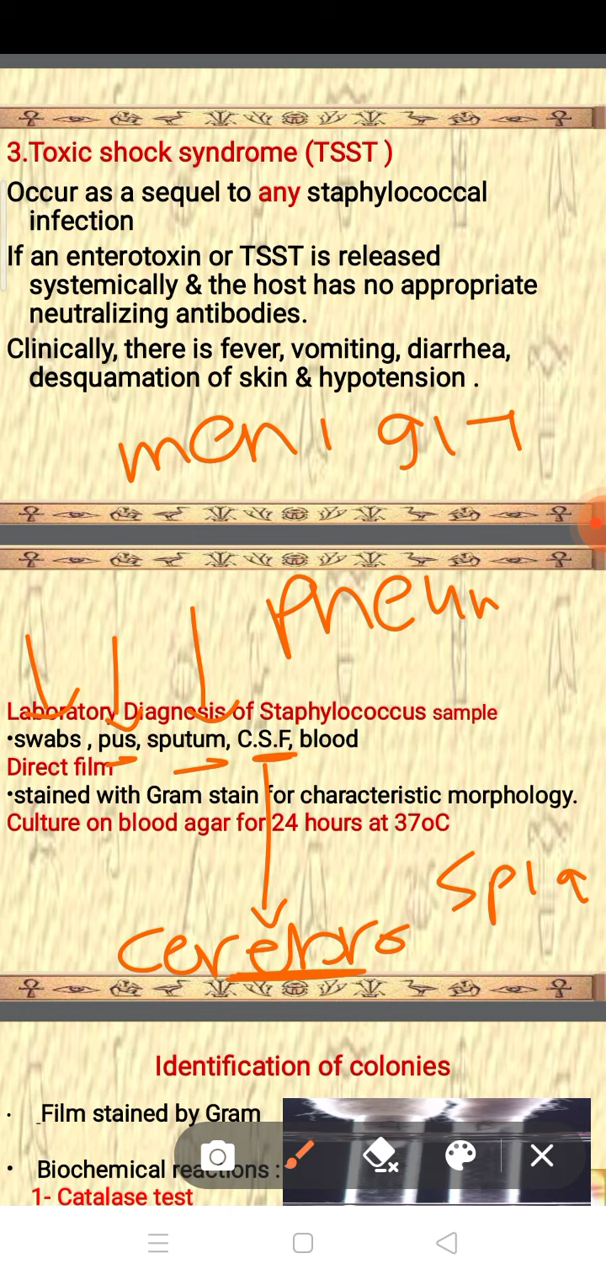 3.Toxic shock syndrome (TSST )
Occur as a sequel to any staphylococcal
infection
If an enterotoxin or TSST is released
systemically & the host has no appropriate
neutralizing antibodies.
Clinically, there is fever, vomiting, diarrhea,
desquamation of skin & hypotension .
meni git
Pneum
Laboratory Diagnosis of Staphylococcus sample
•swabs , pus, sputum, C.S.F, blood
Direct film
•stained with Gram stain for characteristic morphology.
Culture on blood agar for 24 hours at 37oC
cerebro
Identification of colonies
· Film stained by Gram
• Biochemical reactions :
1- Catalase test